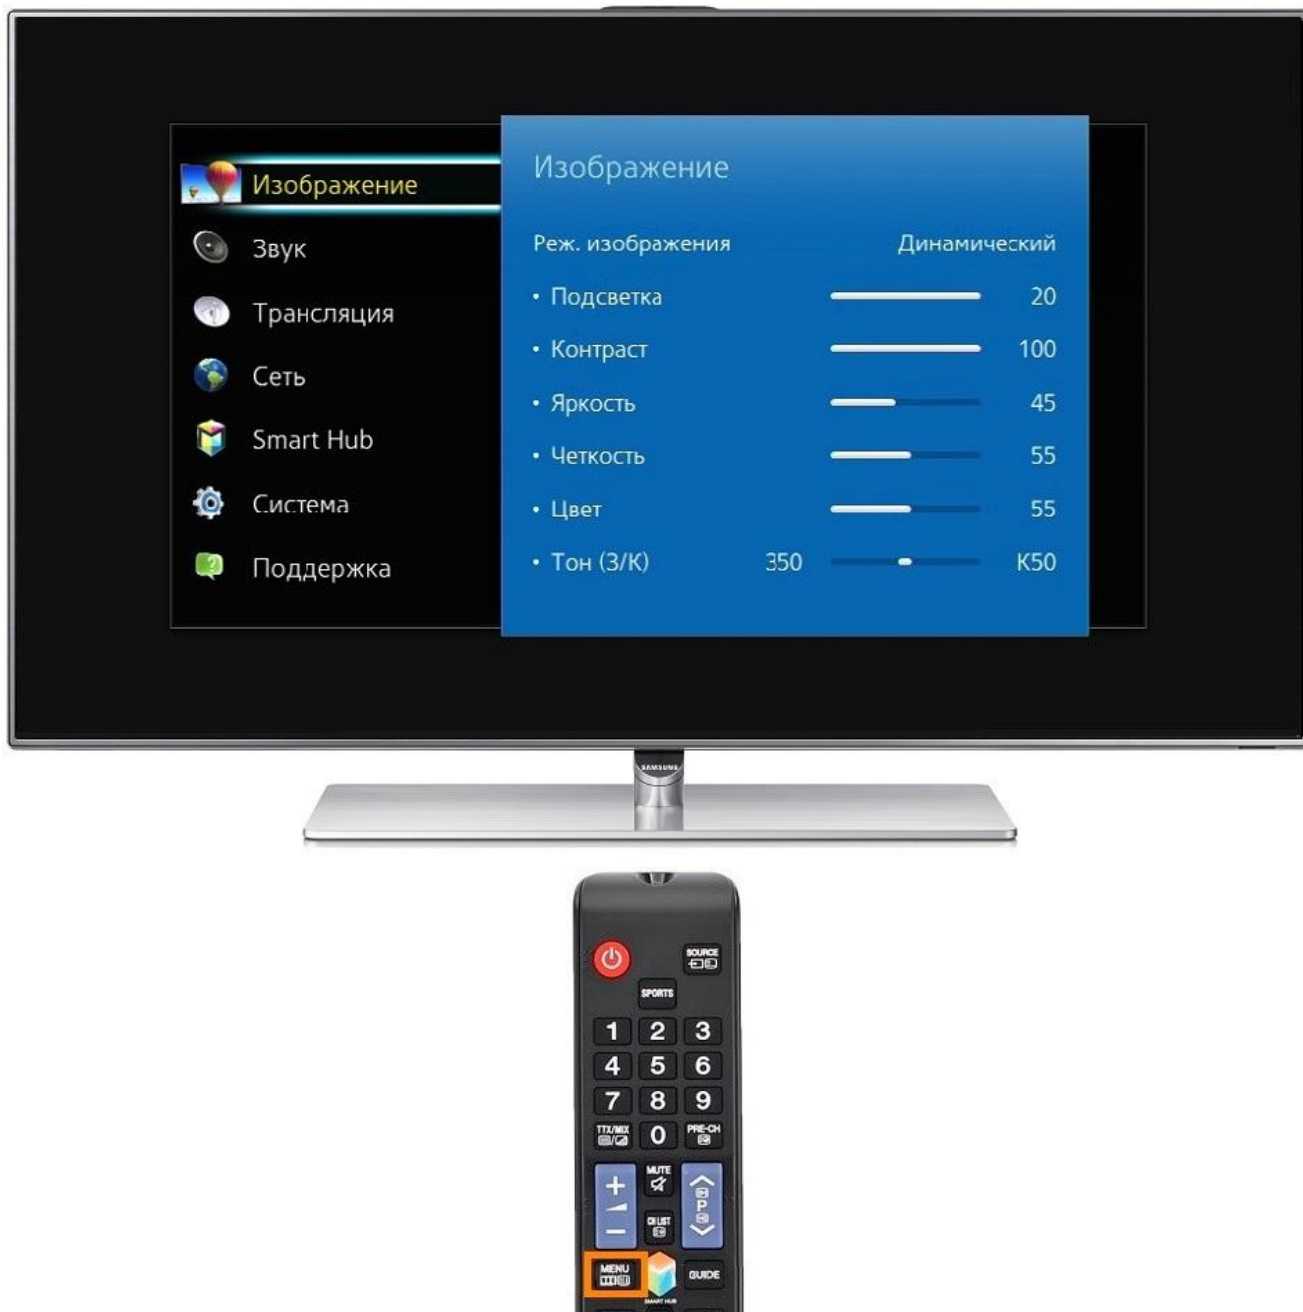 Изображение
Звук
Трансляция
Сеть
Smart Hub
Система
Поддержка
Изображение
Реж. изображения Динамический
• Подсветка 20
• Контраст 100
• Яркость 45
• Четкость 55
• Цвет 55
• Тон (З/К) З50 К50
SAMSUNG
SOURCE
SPORTS
1 2 3
4 5 6
7 8 9
TTX/MIX 0 PRE-CH
MUTE
+ P
CH LIST
−
MENU GUIDE
SMART HUB